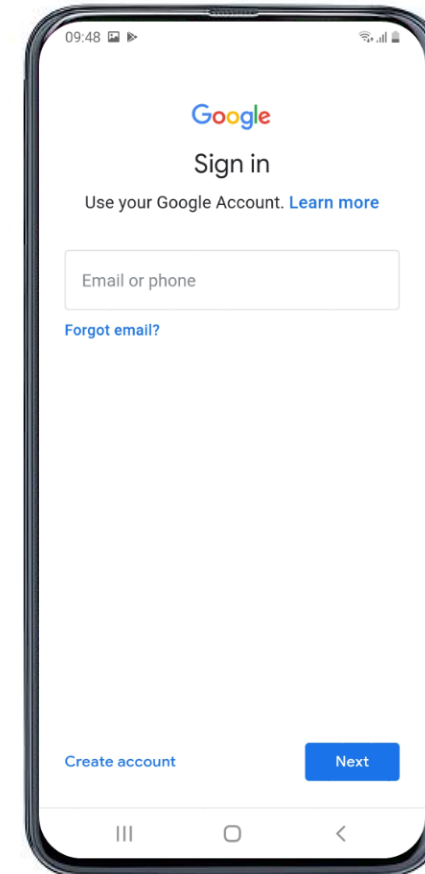 09:48
Google
Sign in
Use your Google Account. Learn more
Email or phone
Forgot email?
Create account
Next